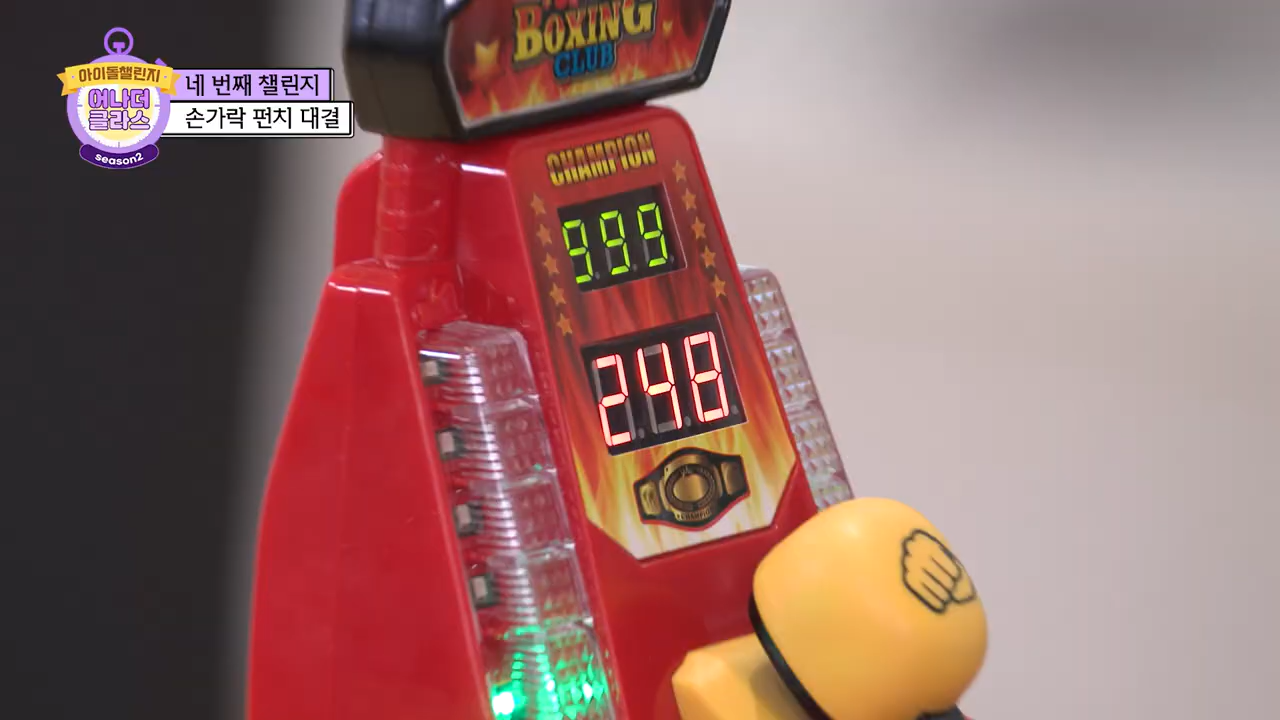 아이돌챌린지
어나더
클라스
season2
네 번째 챌린지
손가락 펀치 대결
BOXING
CLUB
CHAMPION
999
248